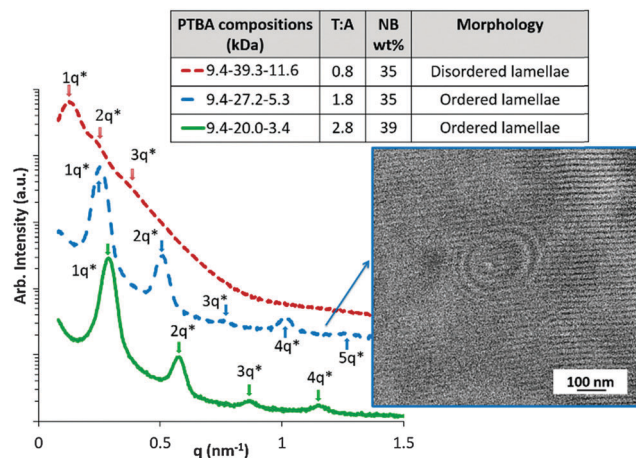 PTBA compositions (kDa) T:A NB wt% Morphology
9.4-39.3-11.6 0.8 35 Disordered lamellae
9.4-27.2-5.3 1.8 35 Ordered lamellae
9.4-20.0-3.4 2.8 39 Ordered lamellae
1q*
2q*
3q*
1q*
2q*
3q*
4q*
5q*
1q*
2q*
3q*
4q*
100 nm
Arb. Intensity (a.u.)
0 0.5 1 1.5
q (nm⁻¹)